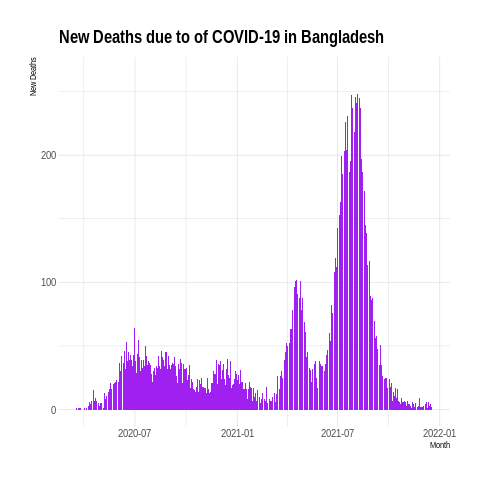 New Deaths due to of COVID-19 in Bangladesh
New Deaths
200
100
0
2020-07 2021-01 2021-07 2022-01
Month